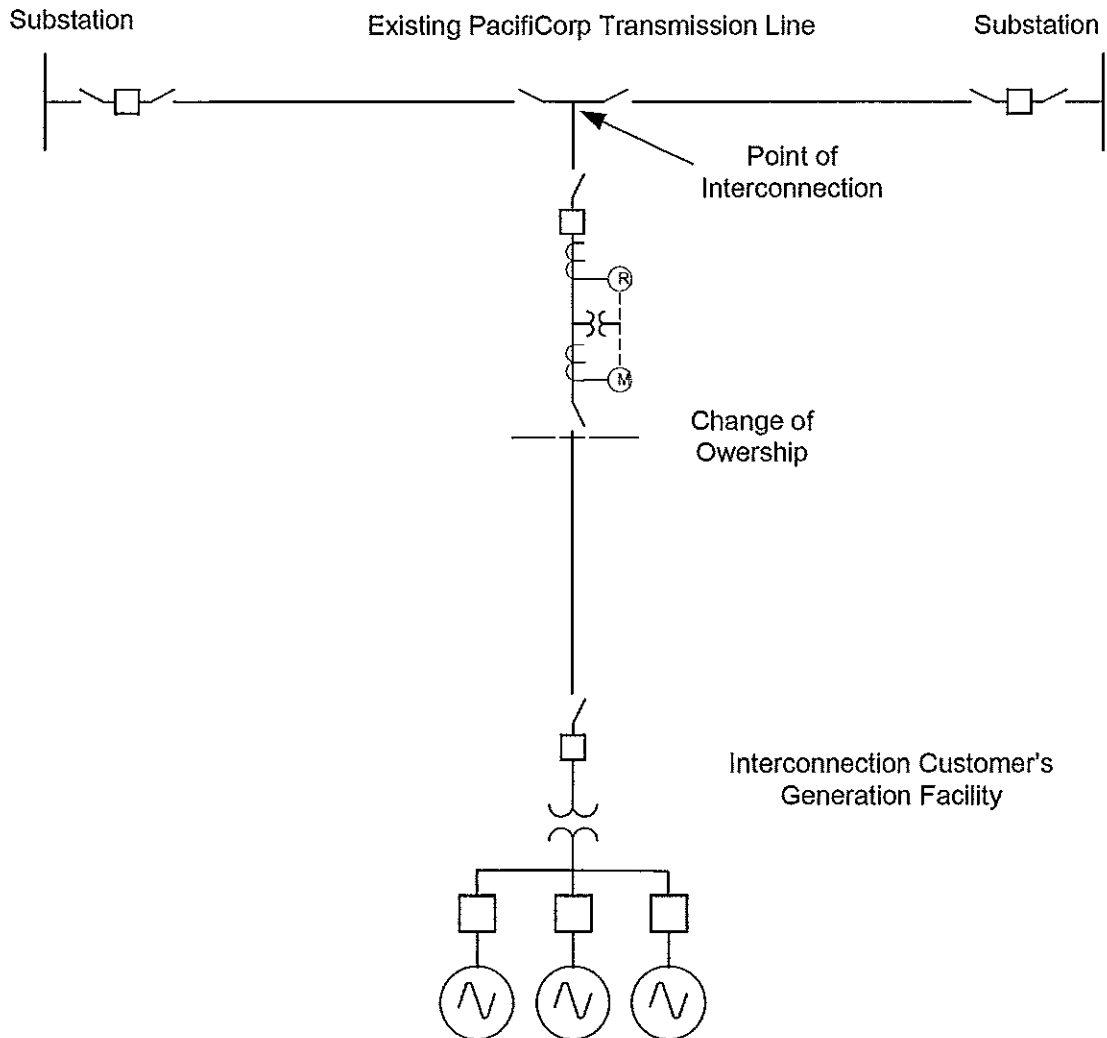 Substation
Existing PacifiCorp Transmission Line
Substation
Point of
Interconnection
R
M
Change of
Owership
Interconnection Customer's
Generation Facility